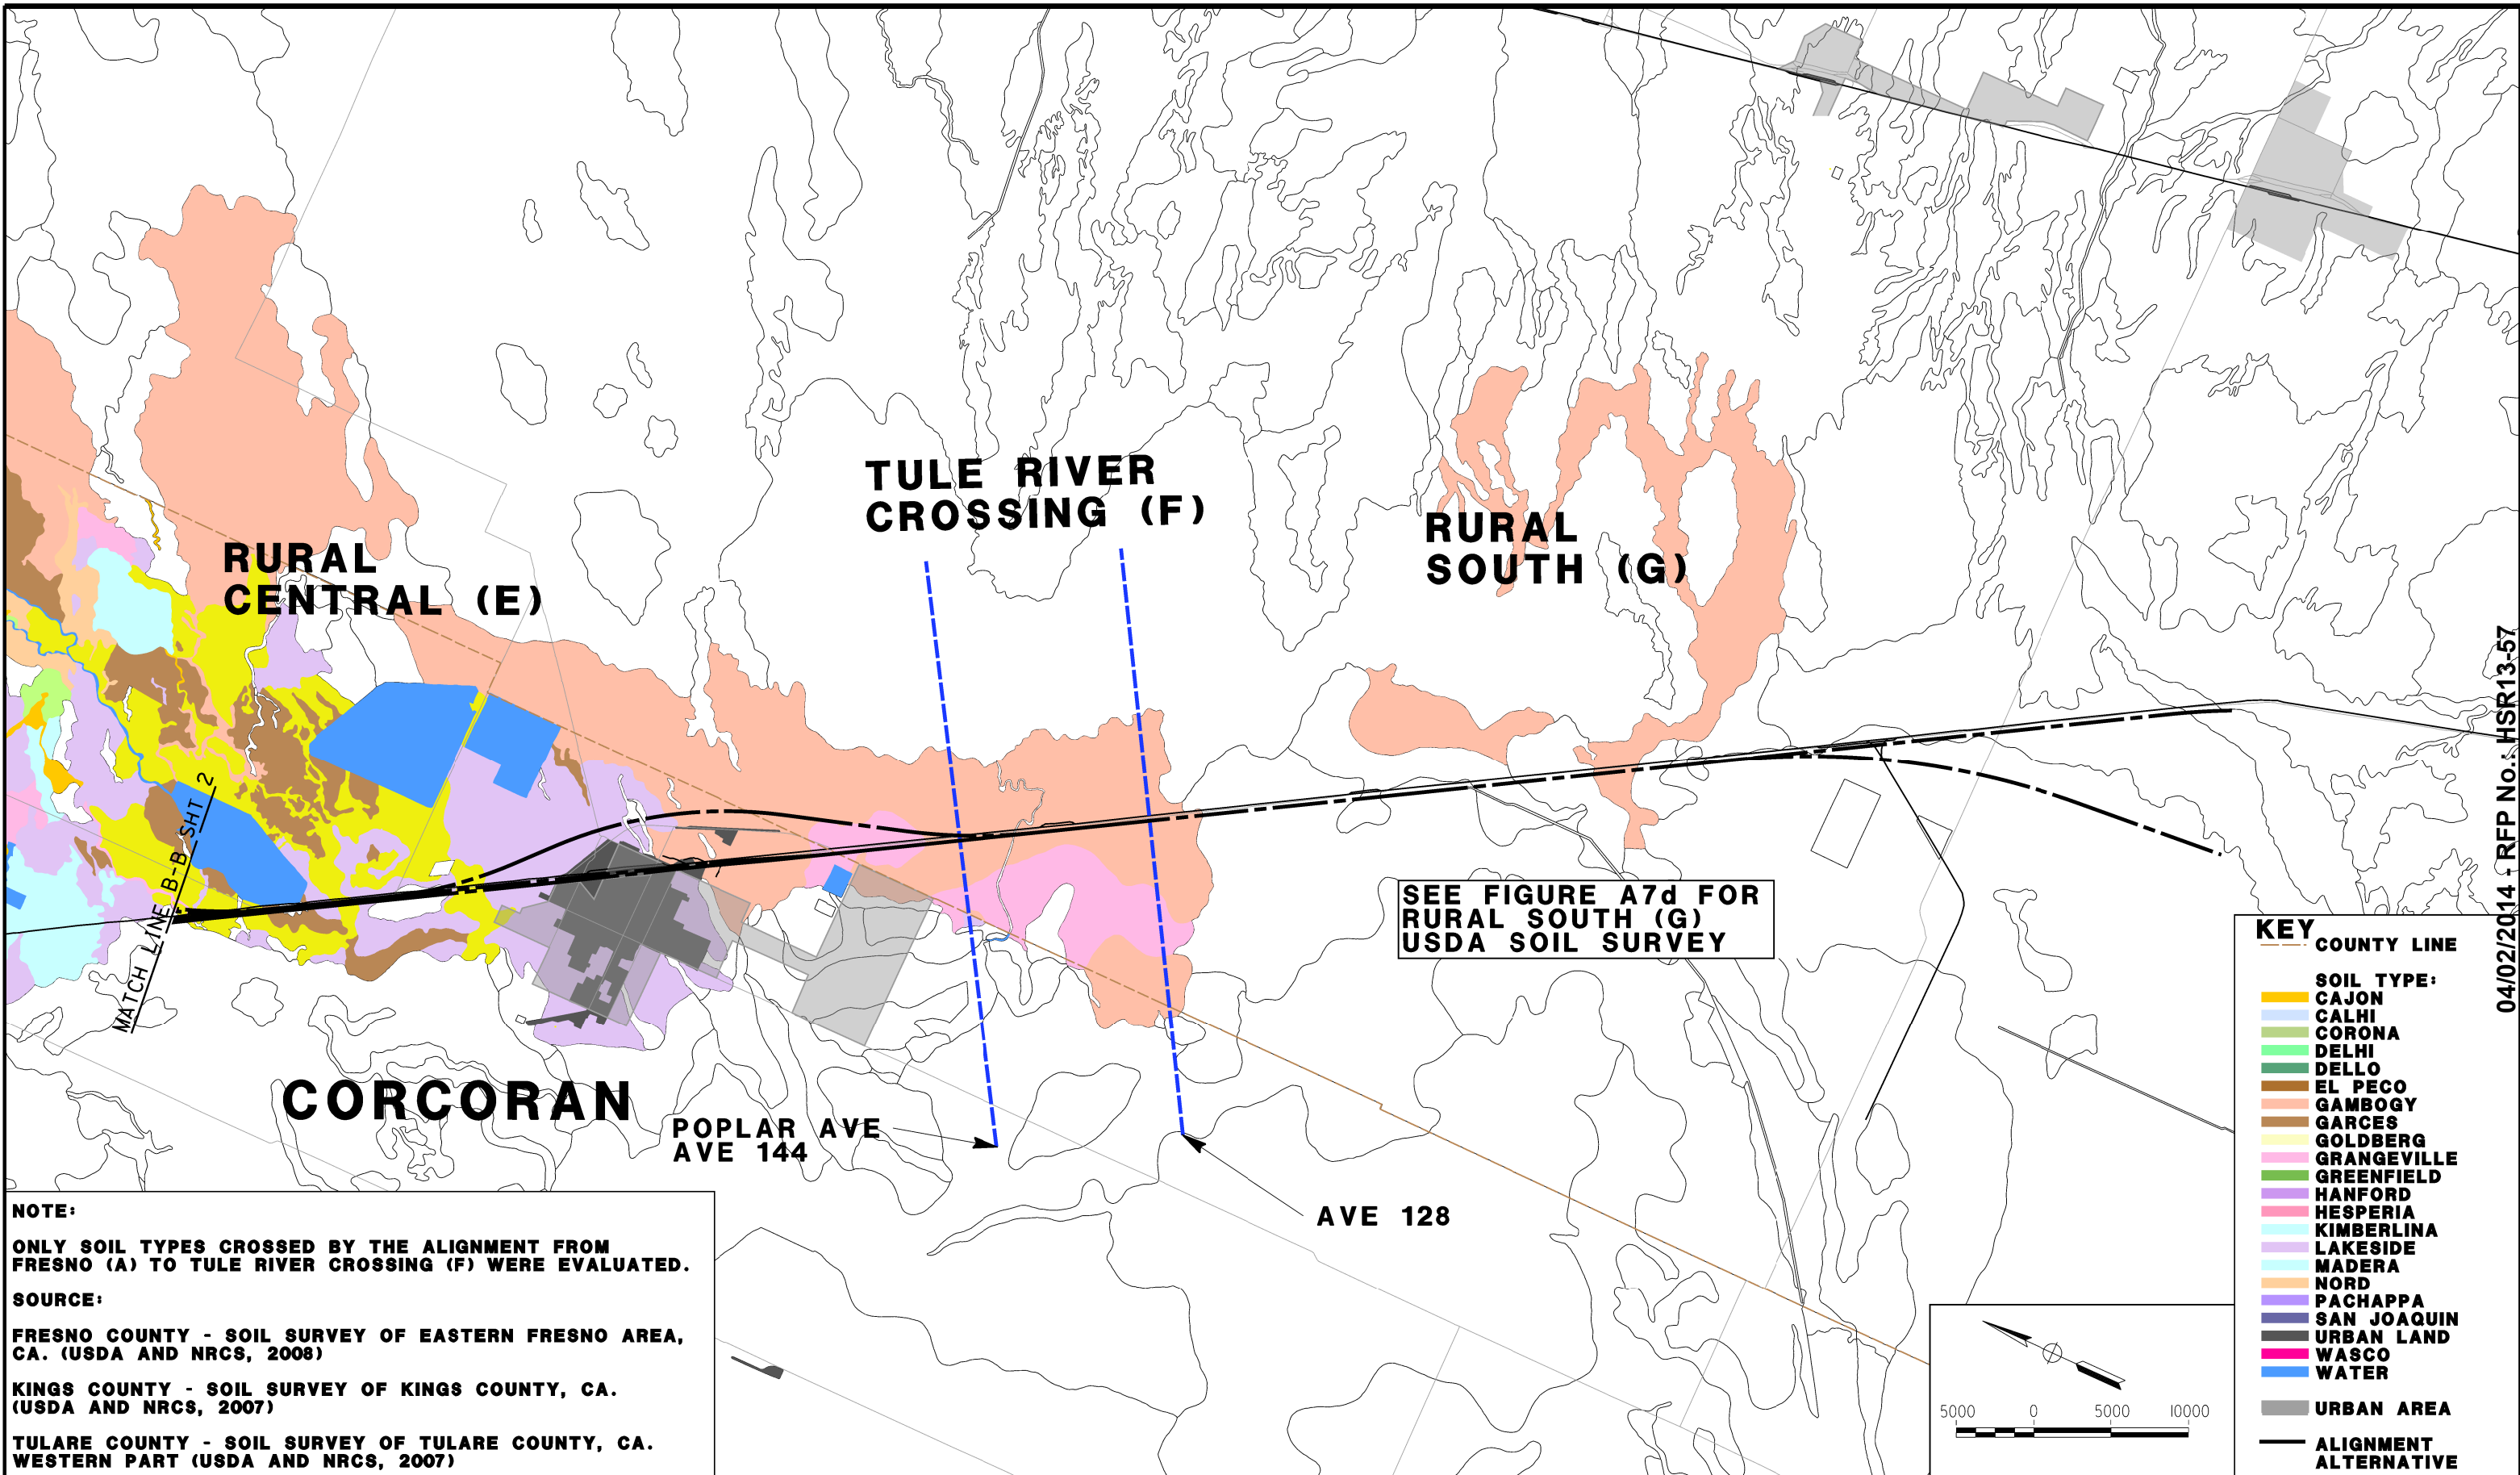 TULE RIVER
CROSSING (F)
RURAL
SOUTH (G)
RURAL
CENTRAL (E)
MATCH LINE B-B SHT 2
SEE FIGURE A7d FOR
RURAL SOUTH (G)
USDA SOIL SURVEY
CORCORAN
POPLAR AVE
AVE 144
AVE 128
NOTE:
ONLY SOIL TYPES CROSSED BY THE ALIGNMENT FROM
FRESNO (A) TO TULE RIVER CROSSING (F) WERE EVALUATED.
SOURCE:
FRESNO COUNTY - SOIL SURVEY OF EASTERN FRESNO AREA,
CA. (USDA AND NRCS, 2008)
KINGS COUNTY - SOIL SURVEY OF KINGS COUNTY, CA.
(USDA AND NRCS, 2007)
TULARE COUNTY - SOIL SURVEY OF TULARE COUNTY, CA.
WESTERN PART (USDA AND NRCS, 2007)
5000 0 5000 10000
KEY
COUNTY LINE
SOIL TYPE:
CAJON
CALHI
CORONA
DELHI
DELLO
EL PECO
GAMBOGY
GARCES
GOLDBERG
GRANGEVILLE
GREENFIELD
HANFORD
HESPERIA
KIMBERLINA
LAKESIDE
MADERA
NORD
PACHAPPA
SAN JOAQUIN
URBAN LAND
WASCO
WATER
URBAN AREA
ALIGNMENT
ALTERNATIVE
04/02/2014 - RFP No.: HSR13-57